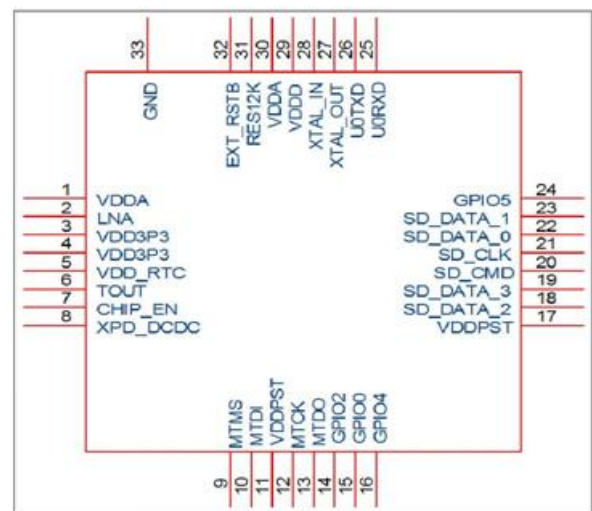 33
32
31
30
29
28
27
26
25
GND
EXT_RSTB
RES12K
VDDA
VDDD
XTAL_IN
XTAL_OUT
U0TXD
U0RXD
1 VDDA
2 LNA
3 VDD3P3
4 VDD3P3
5 VDD_RTC
6 TOUT
7 CHIP_EN
8 XPD_DCDC
GPIO5 24
SD_DATA_1 23
SD_DATA_0 22
SD_CLK 21
SD_CMD 20
SD_DATA_3 19
SD_DATA_2 18
VDDPST 17
MTMS
MTDI
VDDPST
MTCK
MTDO
GPIO2
GPIO0
GPIO4
9
10
11
12
13
14
15
16